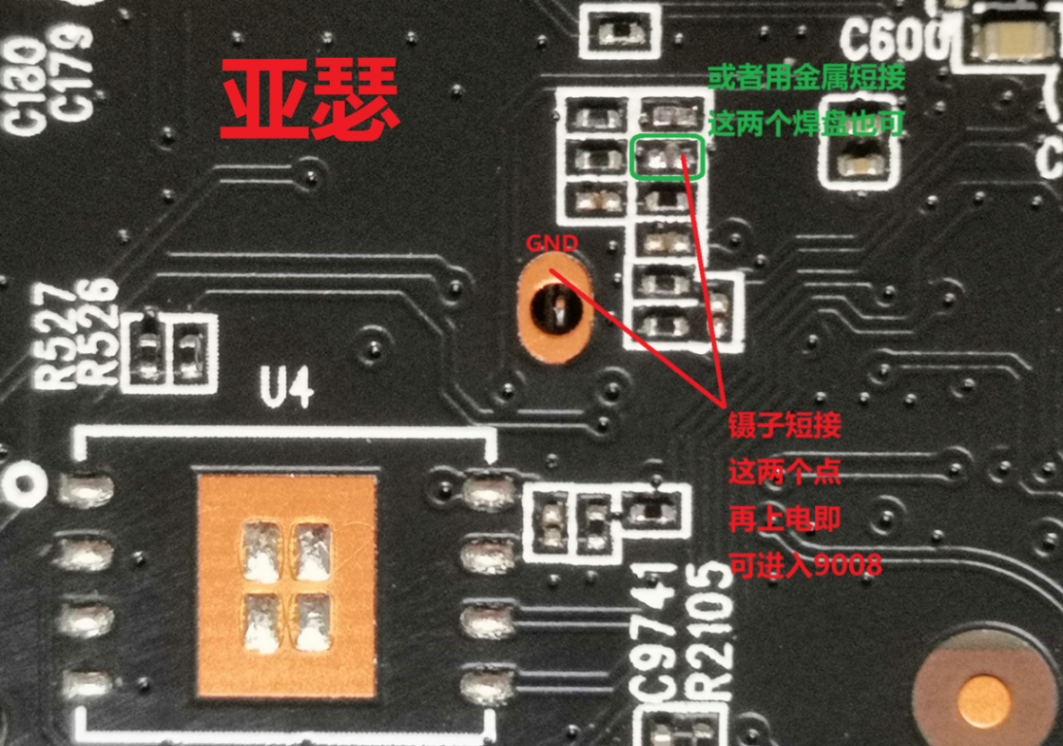 C180
C179
亚瑟
C600
或者用金属短接
这两个焊盘也可
GND
R527
R526
U4
镊子短接
这两个点
再上电即
可进入9008
C9741
R2105